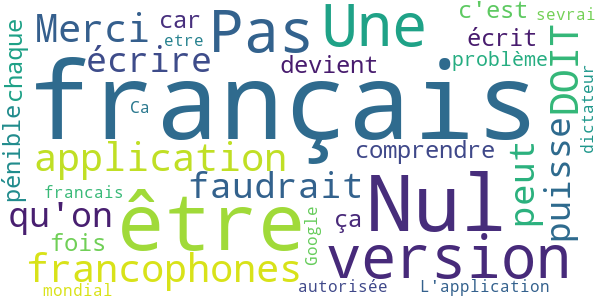 c'est
sevrai
Merci
car
Pas
Une
chaque
etre
écrit
écrire
devient
problème
DOIT
français
Ca
dictateur
application
comprendre
pénible
faudrait
Nul
peut
puisse
francais
être
qu'on
ça
fois
Google
version
francophones
mondial
autorisée
L'application